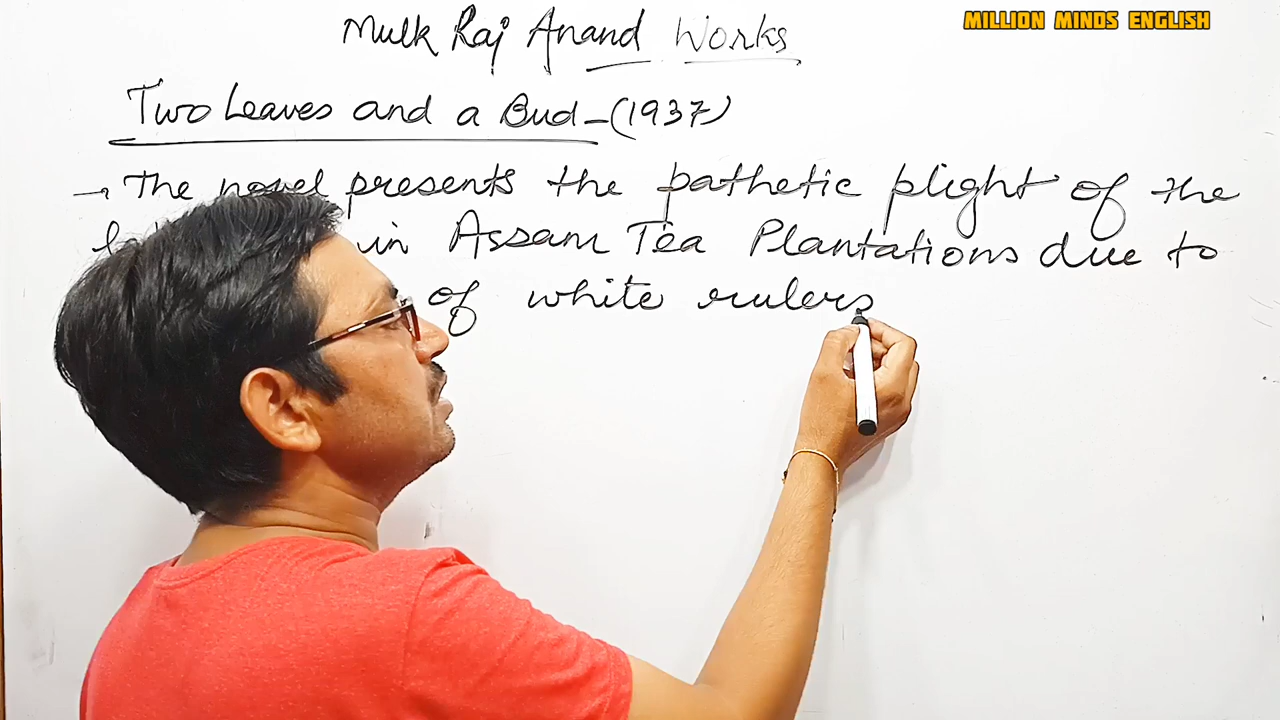 MILLION MINDS ENGLISH
Mulk Raj Anand Works
Two Leaves and a Bud - (1937)
→ The novel presents the pathetic plight of the
in Assam Tea Plantations due to
of white rulers